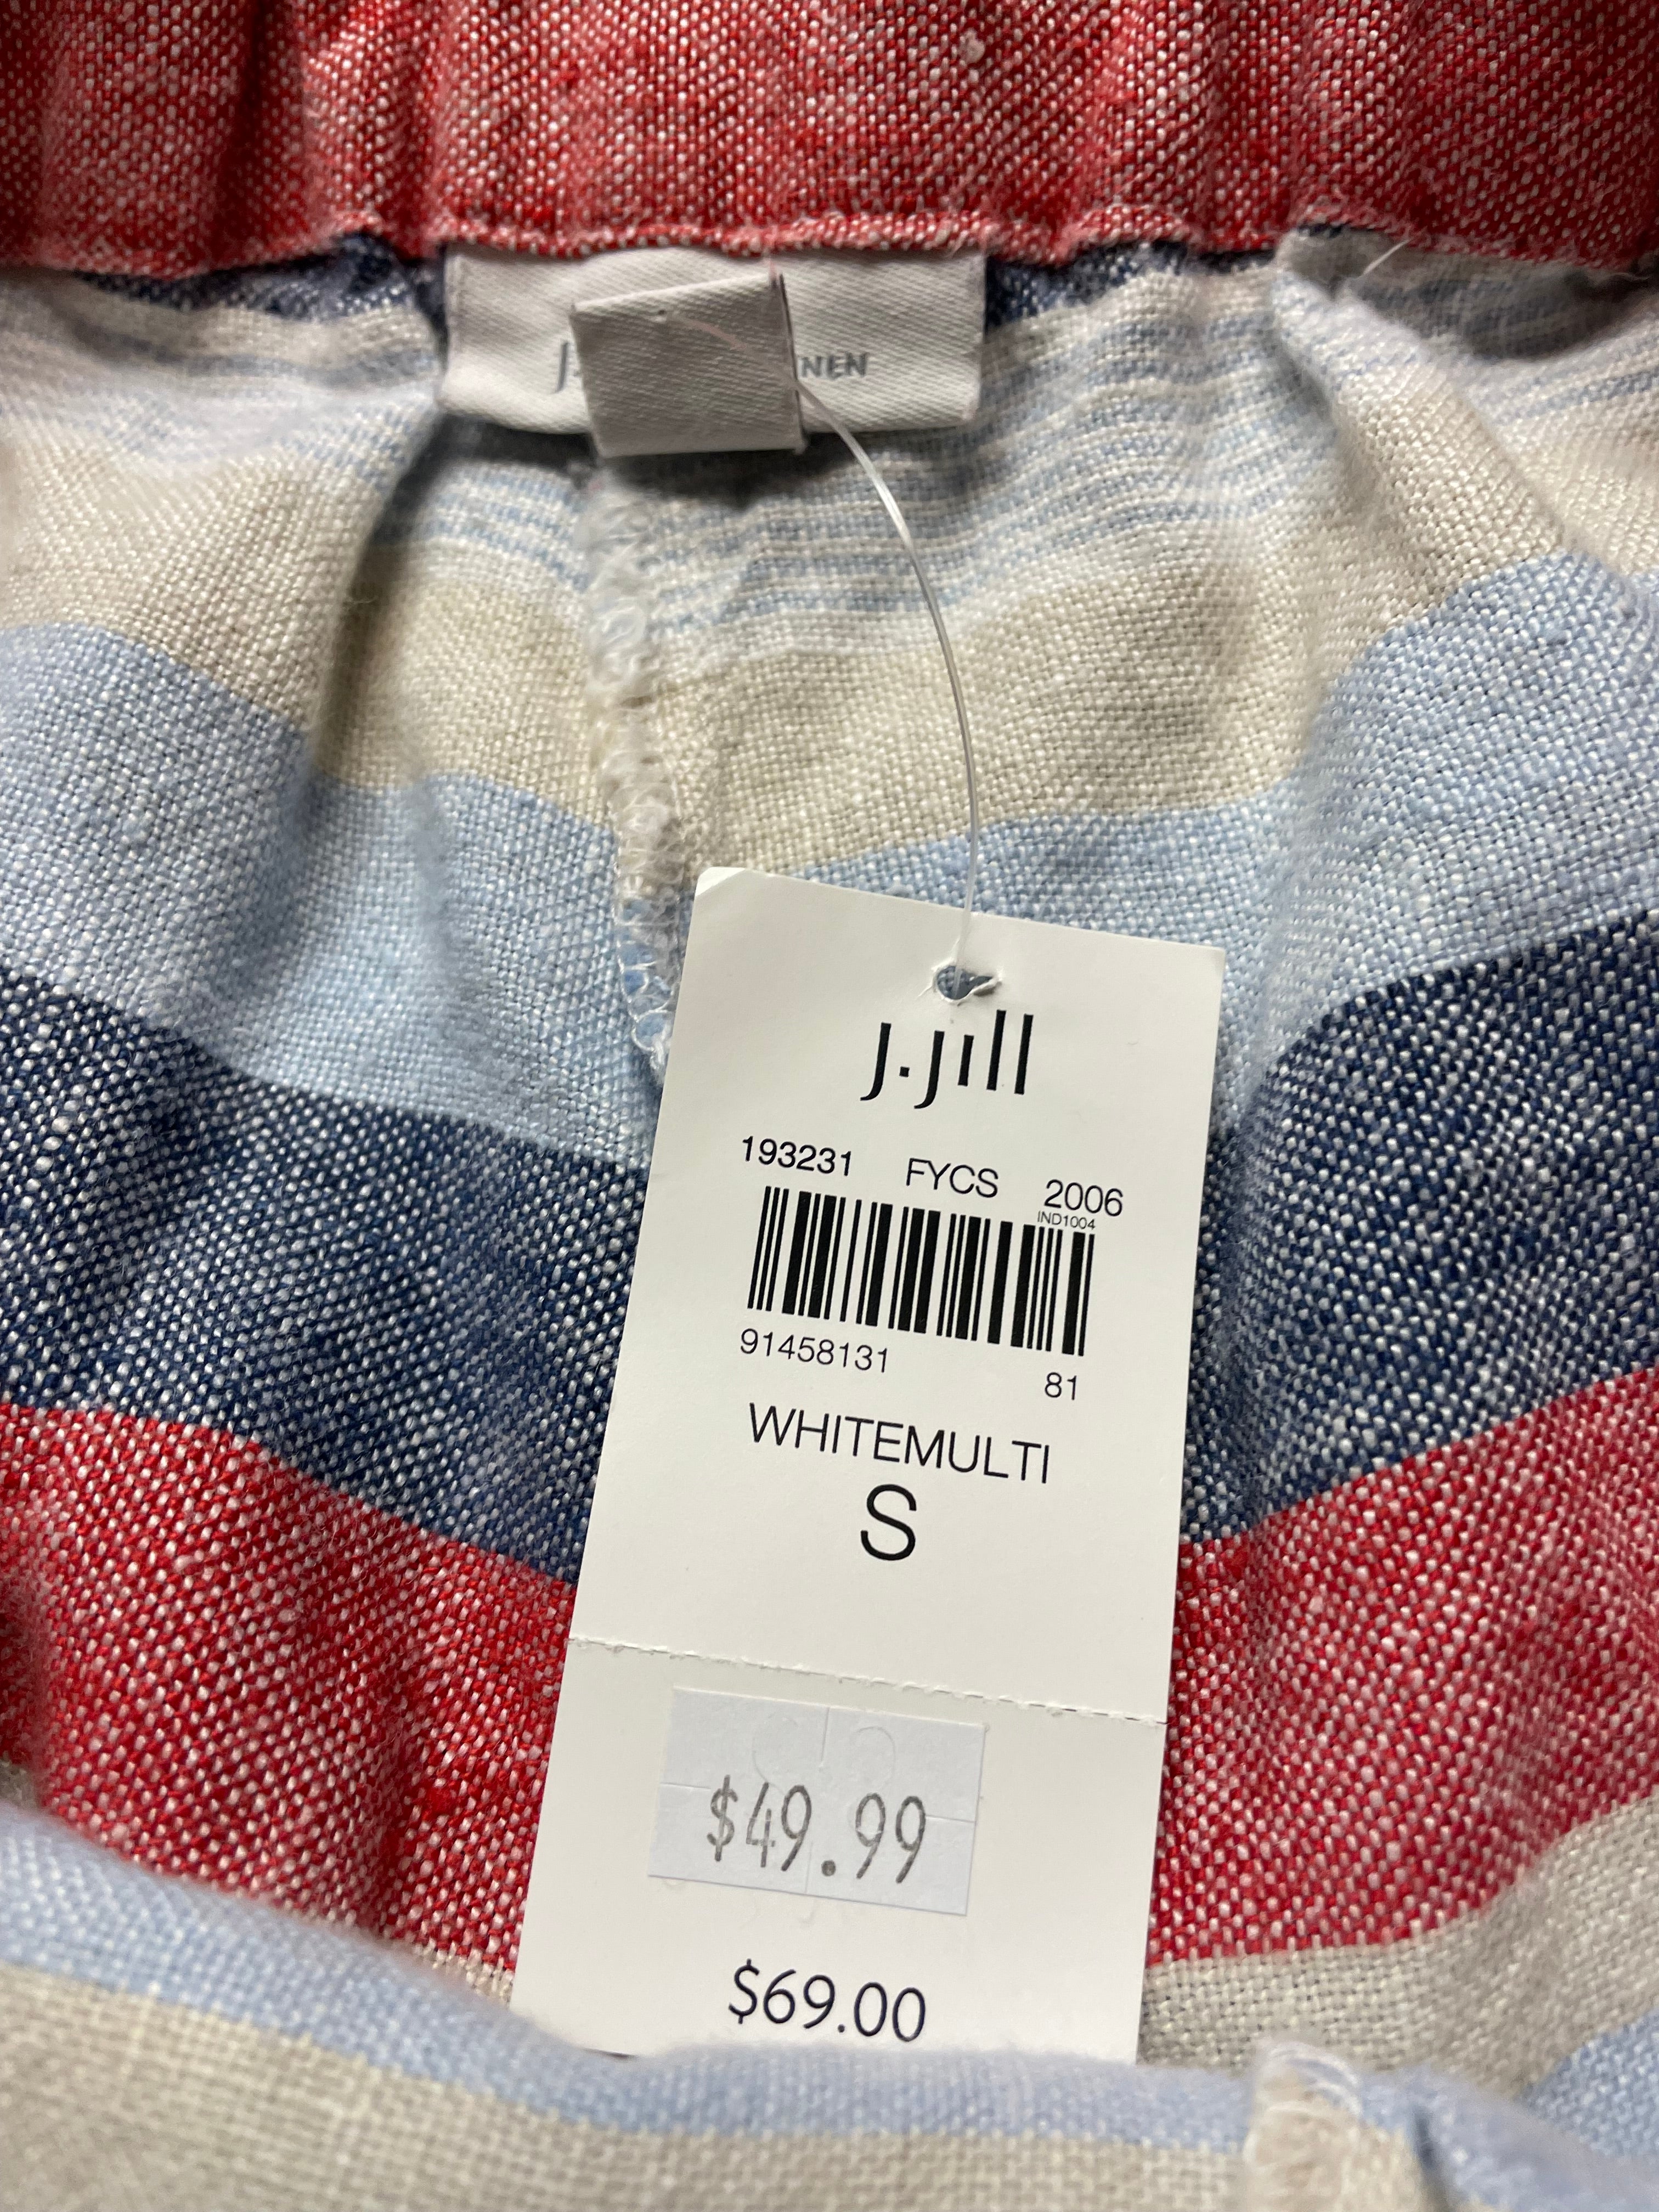 NEN
J.Jill
193231 FYCS 2006
IND1004
91458131 81
WHITEMULTI
S
$49.99
$69.00